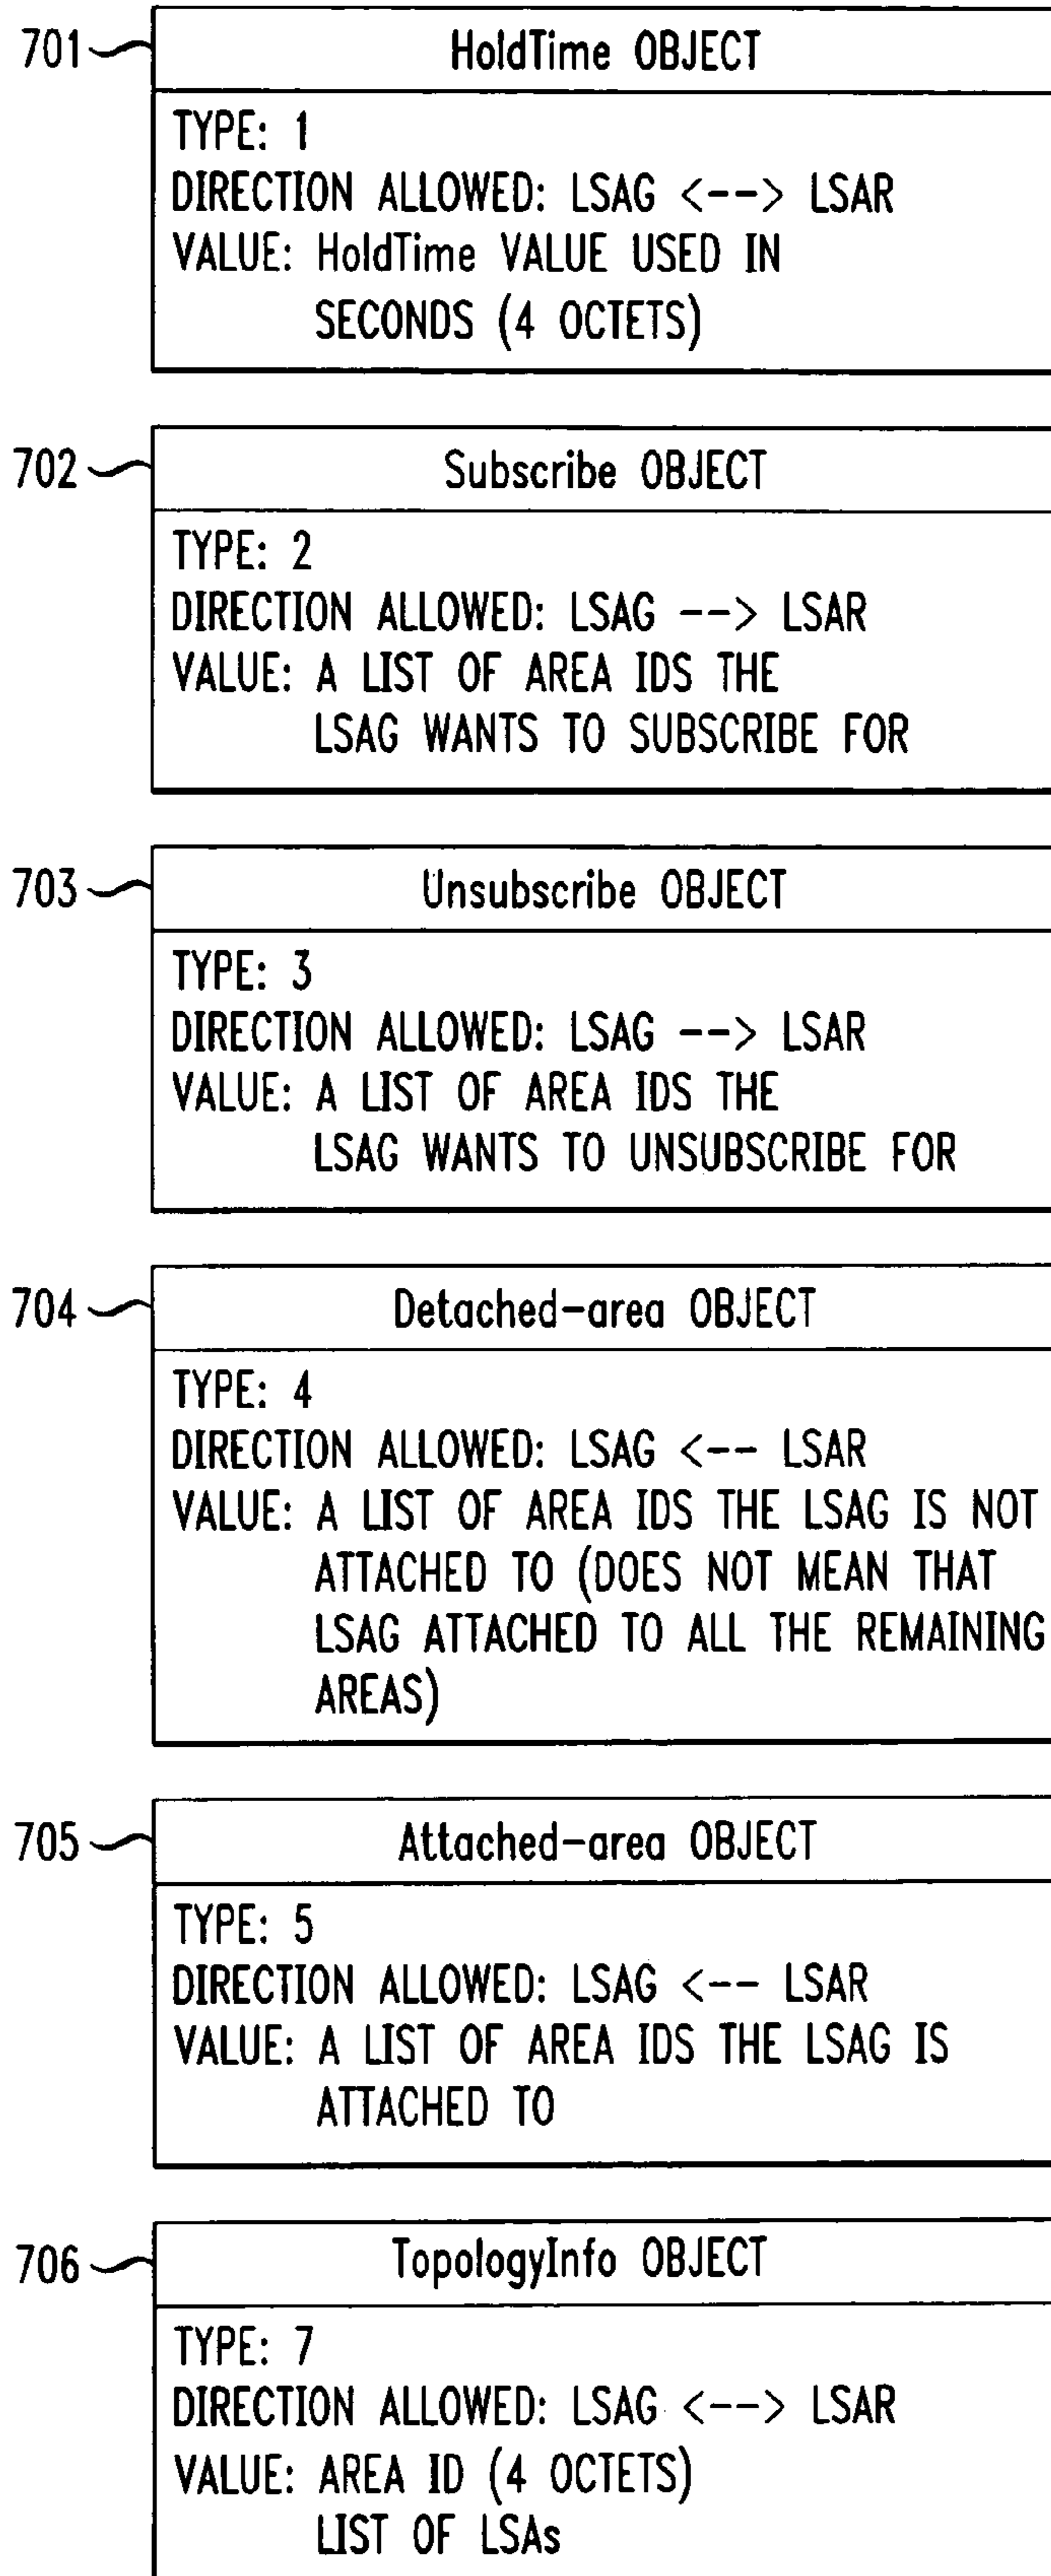 701
HoldTime OBJECT
TYPE: 1
DIRECTION ALLOWED: LSAG <--> LSAR
VALUE: HoldTime VALUE USED IN
SECONDS (4 OCTETS)
702
Subscribe OBJECT
TYPE: 2
DIRECTION ALLOWED: LSAG --> LSAR
VALUE: A LIST OF AREA IDS THE
LSAG WANTS TO SUBSCRIBE FOR
703
Unsubscribe OBJECT
TYPE: 3
DIRECTION ALLOWED: LSAG --> LSAR
VALUE: A LIST OF AREA IDS THE
LSAG WANTS TO UNSUBSCRIBE FOR
704
Detached-area OBJECT
TYPE: 4
DIRECTION ALLOWED: LSAG <-- LSAR
VALUE: A LIST OF AREA IDS THE LSAG IS NOT
ATTACHED TO (DOES NOT MEAN THAT
LSAG ATTACHED TO ALL THE REMAINING
AREAS)
705
Attached-area OBJECT
TYPE: 5
DIRECTION ALLOWED: LSAG <-- LSAR
VALUE: A LIST OF AREA IDS THE LSAG IS
ATTACHED TO
706
TopologyInfo OBJECT
TYPE: 7
DIRECTION ALLOWED: LSAG <--> LSAR
VALUE: AREA ID (4 OCTETS)
LIST OF LSAs